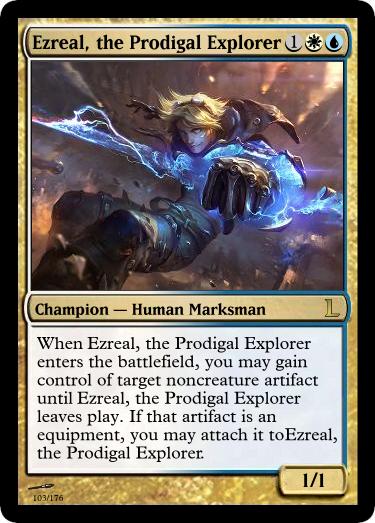 Ezreal, the Prodigal Explorer 1
Champion — Human Marksman L
When Ezreal, the Prodigal Explorer
enters the battlefield, you may gain
control of target noncreature artifact
until Ezreal, the Prodigal Explorer
leaves play. If that artifact is an
equipment, you may attach it toEzreal,
the Prodigal Explorer.
1/1
103/176